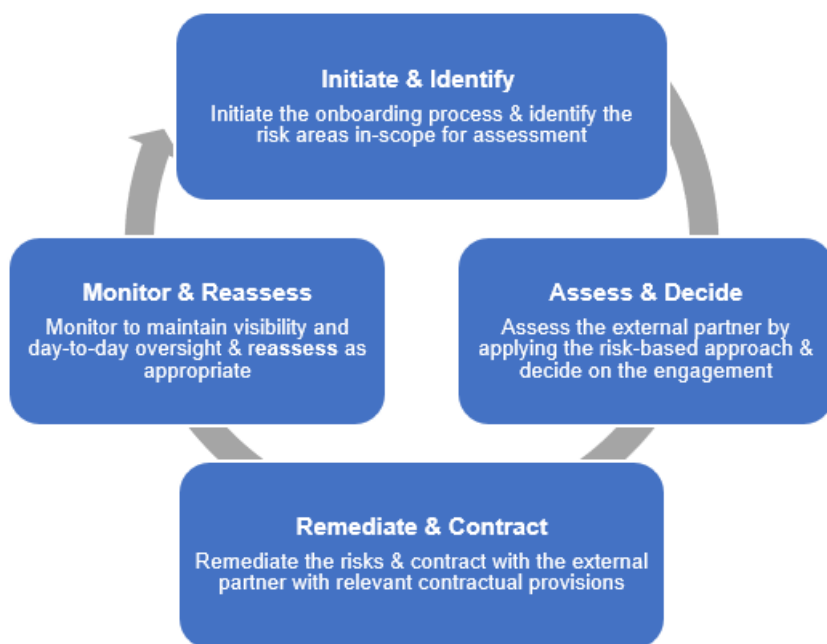 Initiate & Identify
Initiate the onboarding process & identify the
risk areas in-scope for assessment
Monitor & Reassess
Monitor to maintain visibility and
day-to-day oversight & reassess as
appropriate
Assess & Decide
Assess the external partner by
applying the risk-based approach &
decide on the engagement
Remediate & Contract
Remediate the risks & contract with the external
partner with relevant contractual provisions